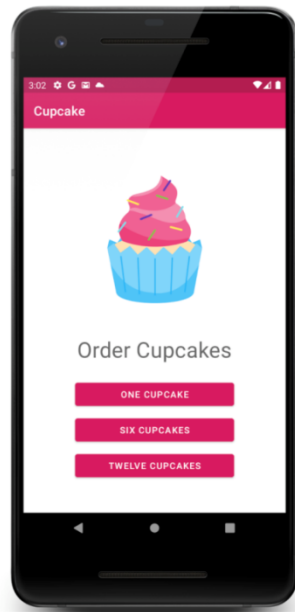 3:02 G
Cupcake
Order Cupcakes
ONE CUPCAKE
SIX CUPCAKES
TWELVE CUPCAKES